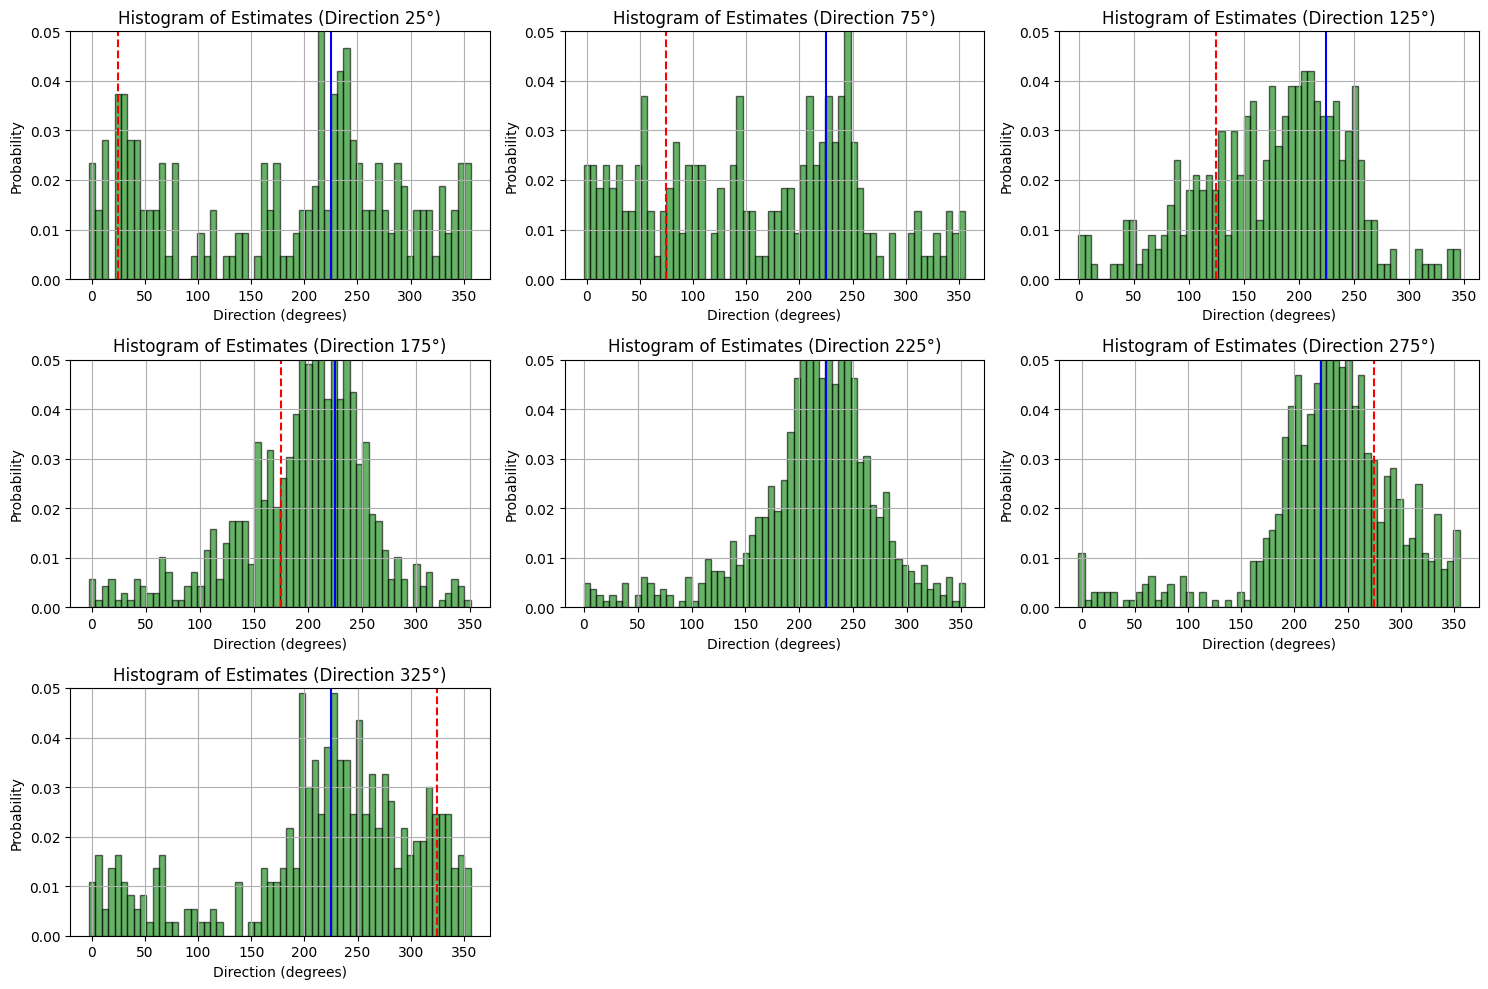 Histogram of Estimates (Direction 25°)
Probability
0.05
0.04
0.03
0.02
0.01
0.00
0 50 100 150 200 250 300 350
Direction (degrees)
Histogram of Estimates (Direction 75°)
Probability
0.05
0.04
0.03
0.02
0.01
0.00
0 50 100 150 200 250 300 350
Direction (degrees)
Histogram of Estimates (Direction 125°)
Probability
0.05
0.04
0.03
0.02
0.01
0.00
0 50 100 150 200 250 300 350
Direction (degrees)
Histogram of Estimates (Direction 175°)
Probability
0.05
0.04
0.03
0.02
0.01
0.00
0 50 100 150 200 250 300 350
Direction (degrees)
Histogram of Estimates (Direction 225°)
Probability
0.05
0.04
0.03
0.02
0.01
0.00
0 50 100 150 200 250 300 350
Direction (degrees)
Histogram of Estimates (Direction 275°)
Probability
0.05
0.04
0.03
0.02
0.01
0.00
0 50 100 150 200 250 300 350
Direction (degrees)
Histogram of Estimates (Direction 325°)
Probability
0.05
0.04
0.03
0.02
0.01
0.00
0 50 100 150 200 250 300 350
Direction (degrees)